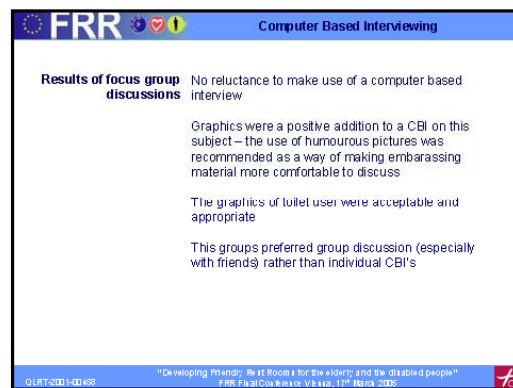 FRR
Computer Based Interviewing
Results of focus group
discussions
No reluctance to make use of a computer based
interview
Graphics were a positive addition to a CBI on this
subject – the use of humourous pictures was
recommended as a way of making embarassing
material more comfortable to discuss
The graphics of toilet user were acceptable and
appropriate
This groups preferred group discussion (especially
with friends) rather than individual CBI's
QLRT-2001-00458
"Developing Friendly Rest Rooms for the elderly and the disabled people"
FRR Final Conference Vienna, 17th March 2005